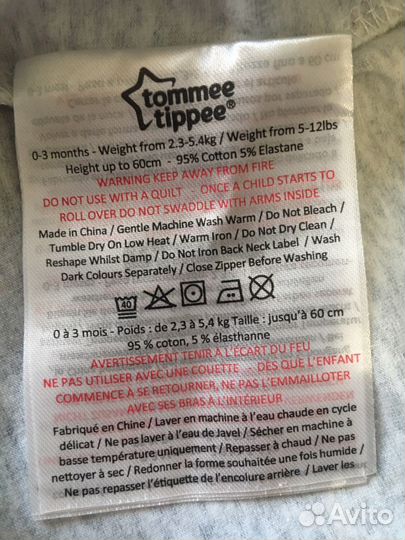 tommee
tippee®
0-3 months - Weight from 2.3-5.4kg / Weight from 5-12lbs
Height up to 60cm - 95% Cotton 5% Elastane
WARNING KEEP AWAY FROM FIRE
DO NOT USE WITH A QUILT - ONCE A CHILD STARTS TO
ROLL OVER DO NOT SWADDLE WITH ARMS INSIDE
Made in China / Gentle Machine Wash Warm / Do Not Bleach /
Tumble Dry On Low Heat / Warm Iron / Do Not Dry Clean /
Reshape Whilst Damp / Do Not Iron Back Neck Label / Wash
Dark Colours Separately / Close Zipper Before Washing
40
0 à 3 mois - Poids : de 2,3 à 5,4 kg Taille : jusqu'à 60 cm
95 % coton, 5 % élasthanne
AVERTISSEMENT TENIR À L'ÉCART DU FEU
NE PAS UTILISER AVEC UNE COUETTE - DÈS QUE L'ENFANT
COMMENCE À SE RETOURNER, NE PAS L'EMMAILLOTER
AVEC SES BRAS À L'INTÉRIEUR
Fabriqué en Chine / Laver en machine à l'eau chaude en cycle
délicat / Ne pas laver à l'eau de Javel / Sécher en machine à
basse température uniquement / Repasser à chaud / Ne pas
nettoyer à sec / Redonner la forme souhaitée une fois humide /
Ne pas repasser l'étiquette de l'encolure arrière / Laver les
Avito